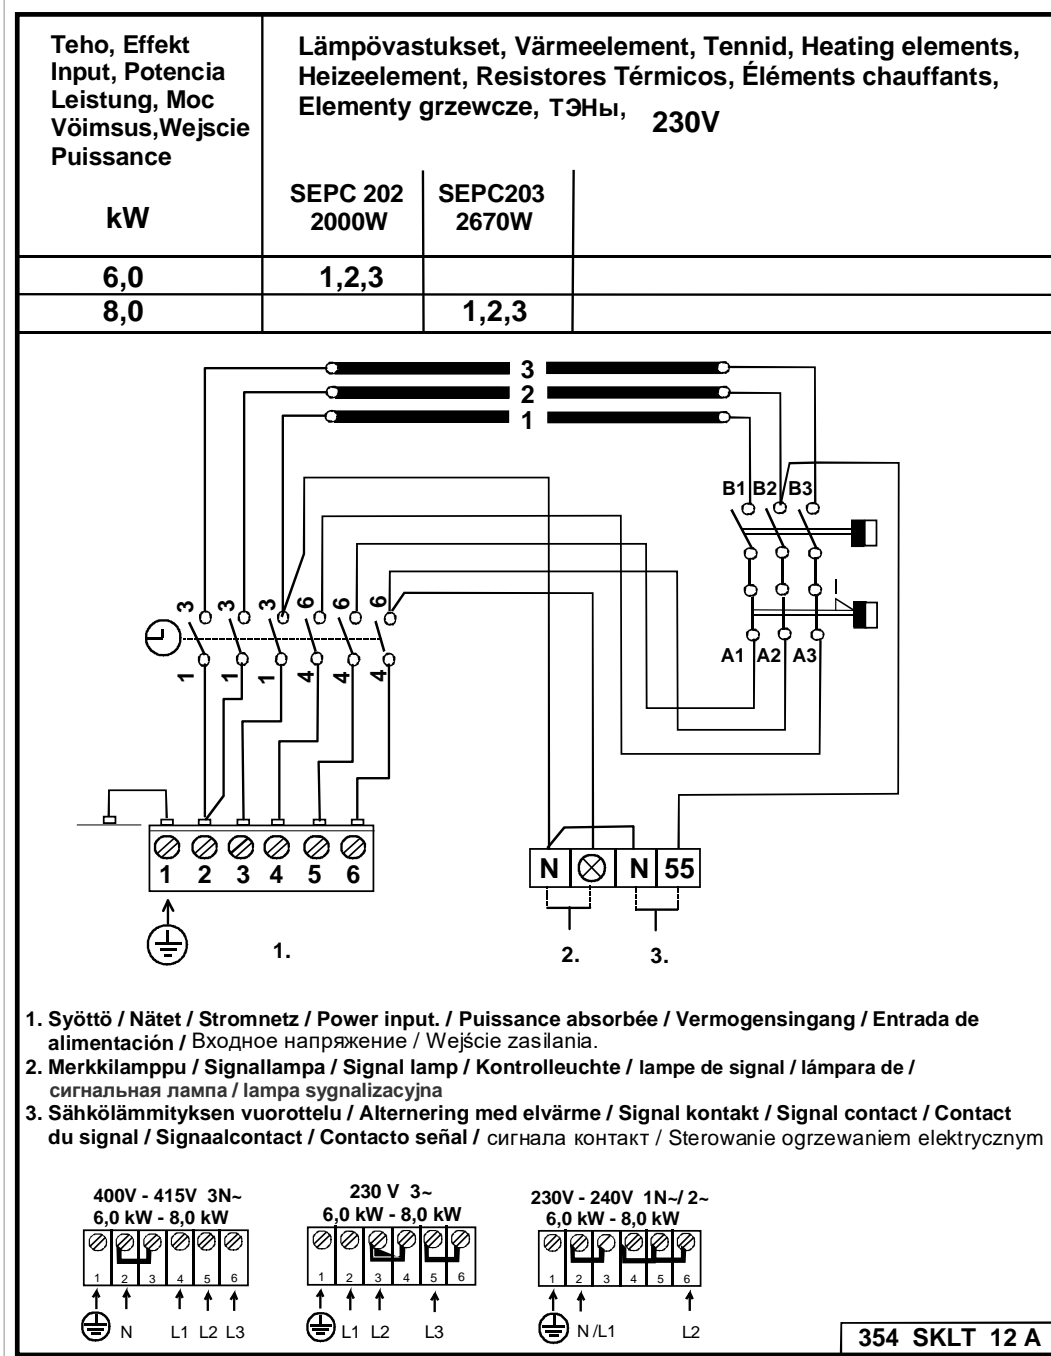 Teho, Effekt
Input, Potencia
Leistung, Moc
Vöimsus,Wejscie
Puissance
kW
Lämpövastukset, Värmeelement, Tennid, Heating elements,
Heizeelement, Resistores Térmicos, Éléments chauffants,
Elementy grzewcze, ТЭНы, 230V
SEPC 202 SEPC203
2000W 2670W
6,0 1,2,3
8,0 1,2,3
3
2
1
B1 B2 B3
3 3 3 6 6 6
1 1 1 4 4 4
A1 A2 A3
1 2 3 4 5 6
N N 55
1. 2. 3.
1. Syöttö / Nätet / Stromnetz / Power input. / Puissance absorbée / Vermogensingang / Entrada de
alimentación / Входное напряжение / Wejście zasilania.
2. Merkkilamppu / Signallampa / Signal lamp / Kontrolleuchte / lampe de signal / lámpara de /
сигнальная лампа / lampa sygnalizacyjna
3. Sähkölämmityksen vuorottelu / Alternering med elvärme / Signal kontakt / Signal contact / Contact
du signal / Signaalcontact / Contacto señal / сигнала контакт / Sterowanie ogrzewaniem elektrycznym
400V - 415V 3N~
6,0 kW - 8,0 kW
1 2 3 4 5 6
N L1 L2 L3
230 V 3~
6,0 kW - 8,0 kW
1 2 3 4 5 6
L1 L2 L3
230V - 240V 1N~/ 2~
6,0 kW - 8,0 kW
1 2 3 4 5 6
N /L1 L2
354 SKLT 12 A